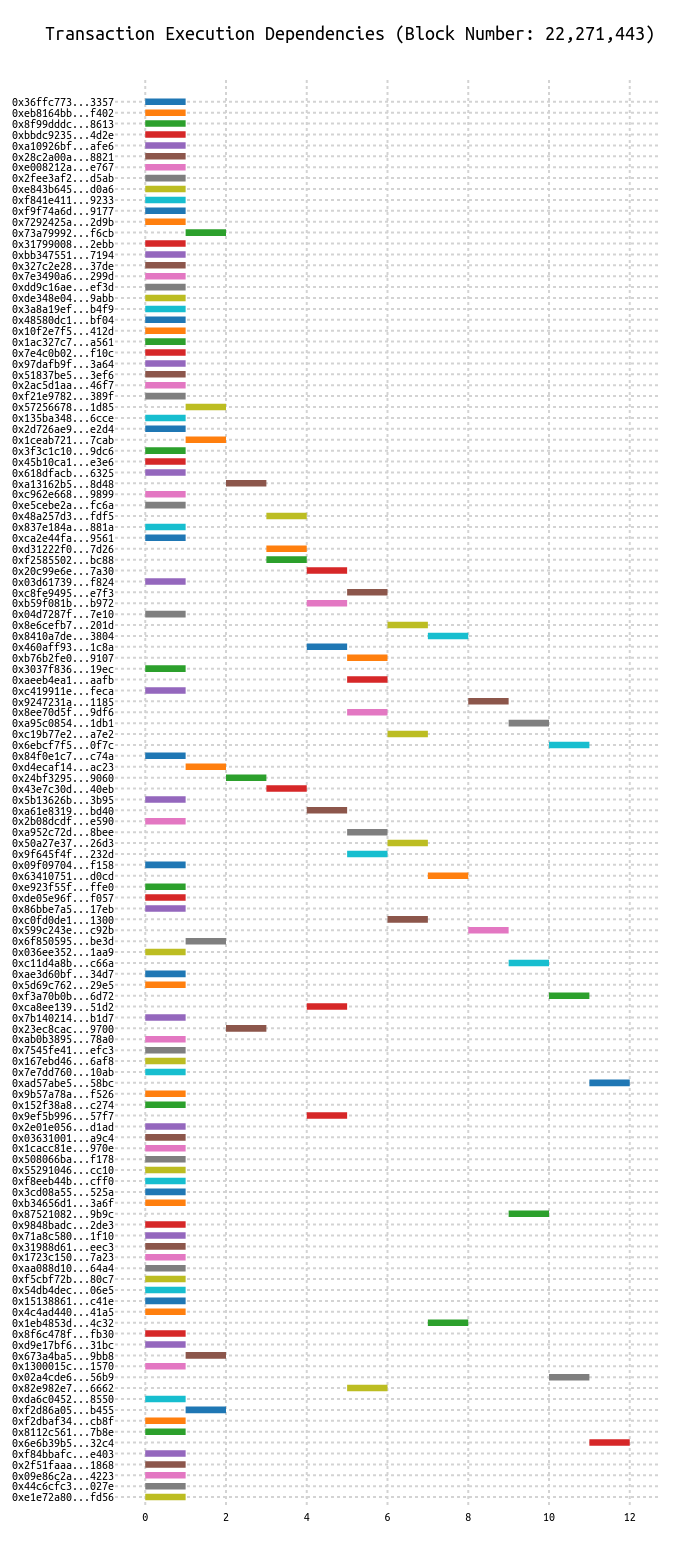 Transaction Execution Dependencies (Block Number: 22,271,443)
0x36ffc773...3357
0xeb8164bb...f402
0x8f99dddc...8613
0xbbdc9235...4d2e
0xa10926bf...afe6
0x28c2a00a...8821
0xe008212a...e767
0x2fee3af2...d5ab
0xe843b645...d0a6
0xf841e411...9233
0xf9f74a6d...9177
0x7292425a...2d9b
0x73a79992...f6cb
0x31799008...2ebb
0xbb347551...7194
0x327c2e28...37de
0x7e3490a6...299d
0xdd9c16ae...ef3d
0xde348e04...9abb
0x3a8a19ef...b4f9
0x48580dc1...bf04
0x10f2e7f5...412d
0x1ac327c7...a561
0x7e4c0b02...f10c
0x97dafb9f...3a64
0x51837be5...3ef6
0x2ac5d1aa...46f7
0xf21e9782...389f
0x57256678...1d85
0x135ba348...6cce
0x2d726ae9...e2d4
0x1ceab721...7cab
0x3f3c1c10...9dc6
0x45b10ca1...e3e6
0x618dfacb...6325
0xa13162b5...8d48
0xc962e668...9899
0xe5cebe2a...fc6a
0x48a257d3...fdf5
0x837e184a...881a
0xca2e44fa...9561
0xd31222f0...7d26
0xf2585502...bc88
0x20c99e6e...7a30
0x03d61739...f824
0xc8fe9495...e7f3
0xb59f081b...b972
0x04d7287f...7e10
0x8e6cefb7...201d
0x8410a7de...3804
0x460aff93...1c8a
0xb76b2fe0...9107
0x3037f836...19ec
0xaeeb4ea1...aafb
0xc419911e...feca
0x9247231a...1185
0x8ee70d5f...9df6
0xa95c0854...1db1
0xc19b77e2...a7e2
0x6ebcf7f5...0f7c
0x84f0e1c7...c74a
0xd4ecaf14...ac23
0x24bf3295...9060
0x43e7c30d...40eb
0x5b13626b...3b95
0xa61e8319...bd40
0x2b08dcdf...e590
0xa952c72d...8bee
0x50a27e37...26d3
0x9f645f4f...232d
0x09f09704...f158
0x63410751...d0cd
0xe923f55f...ffe0
0xde05e96f...f057
0x86bbe7a5...17eb
0xc0fd0de1...1300
0x599c243e...c92b
0x6f850595...be3d
0x036ee352...1aa9
0xc11d4a8b...c66a
0xae3d60bf...34d7
0x5d69c762...29e5
0xf3a70b0b...6d72
0xca8ee139...51d2
0x7b140214...b1d7
0x23ec8cac...9700
0xab0b3895...78a0
0x7545fe41...efc3
0x167ebd46...6af8
0x7e7dd760...10ab
0xad57abe5...58bc
0x9b57a78a...f526
0x152f38a8...c274
0x9ef5b996...57f7
0x2e01e056...d1ad
0x03631001...a9c4
0x1cacc81e...970e
0x508066ba...f178
0x55291046...cc10
0xf8eeb44b...cff0
0x3cd08a55...525a
0xb34656d1...3a6f
0x87521082...9b9c
0x9848badc...2de3
0x71a8c580...1f10
0x31988d61...eec3
0x1723c150...7a23
0xaa088d10...64a4
0xf5cbf72b...80c7
0x54db4dec...06e5
0x15138861...c41e
0x4c4ad440...41a5
0x1eb4853d...4c32
0x8f6c478f...fb30
0xd9e17bf6...31bc
0x673a4ba5...9bb8
0x1300015c...1570
0x02a4cde6...56b9
0x82e982e7...6662
0xda6c0452...8550
0xf2d86a05...b455
0xf2dbaf34...cb8f
0x8112c561...7b8e
0x6e6b39b5...32c4
0xf84bbafc...e403
0x2f51faaa...1868
0x09e86c2a...4223
0x44c6cfc3...027e
0xe1e72a80...fd56
0 2 4 6 8 10 12